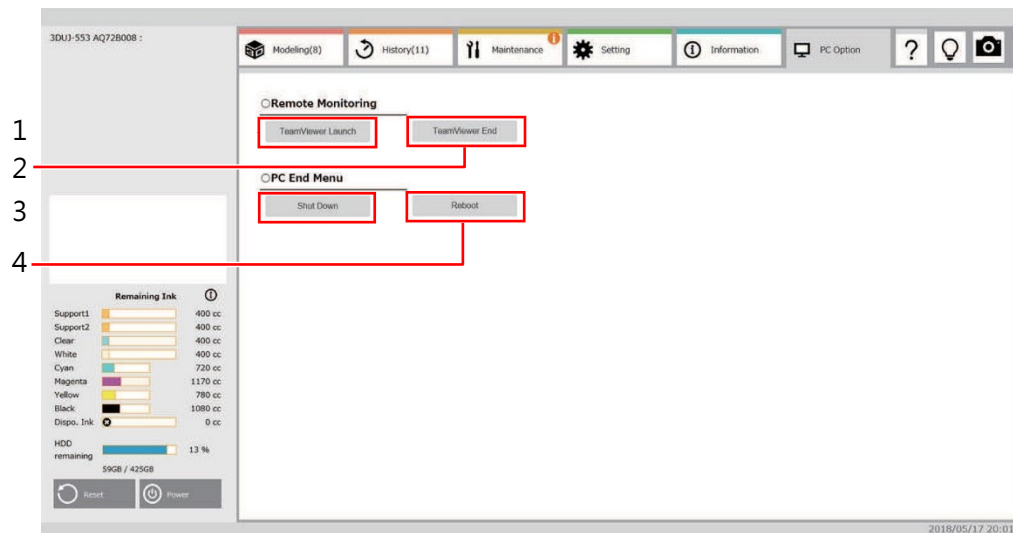 3DUJ-553 AQ72B008 :
Modeling(8)
History(11)
Maintenance
Setting
Information
PC Option
?
○Remote Monitoring
1
TeamViewer Launch
TeamViewer End
2
○PC End Menu
3
Shut Down
Reboot
4
Remaining Ink
Support1 400 cc
Support2 400 cc
Clear 400 cc
White 400 cc
Cyan 720 cc
Magenta 1170 cc
Yellow 780 cc
Black 1080 cc
Dispo. Ink 0 cc
HDD
remaining
13 %
59GB / 425GB
Reset
Power
2018/05/17 20:01